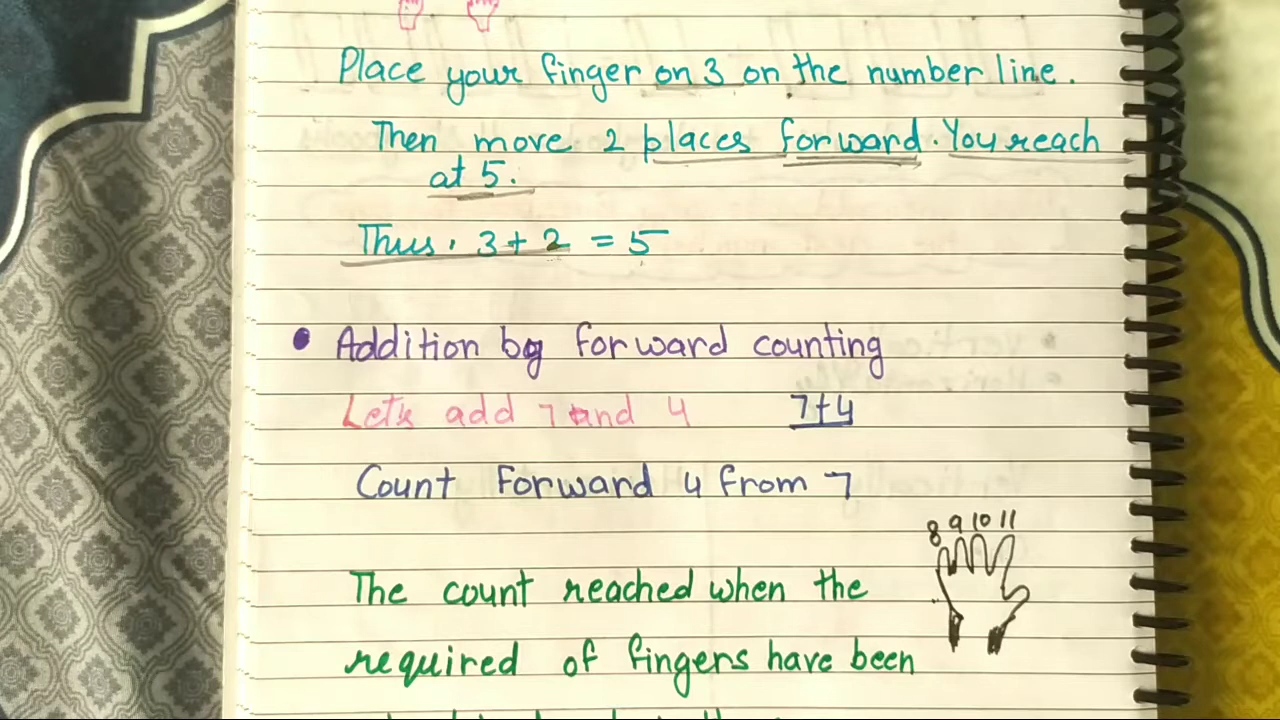 Place your finger on 3 on the number line.
Then move 2 places forward. You reach
at 5.
Thus, 3 + 2 = 5
• Addition by forward counting
Lets add 7 and 4 7+4
Count Forward 4 from 7
8 9 10 11
The count reached when the
required of fingers have been